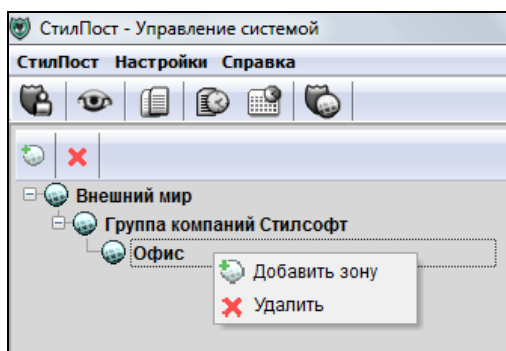 СтилПост - Управление системой
СтилПост Настройки Справка
Внешний мир
Группа компаний Стилсофт
Офис
Добавить зону
Удалить